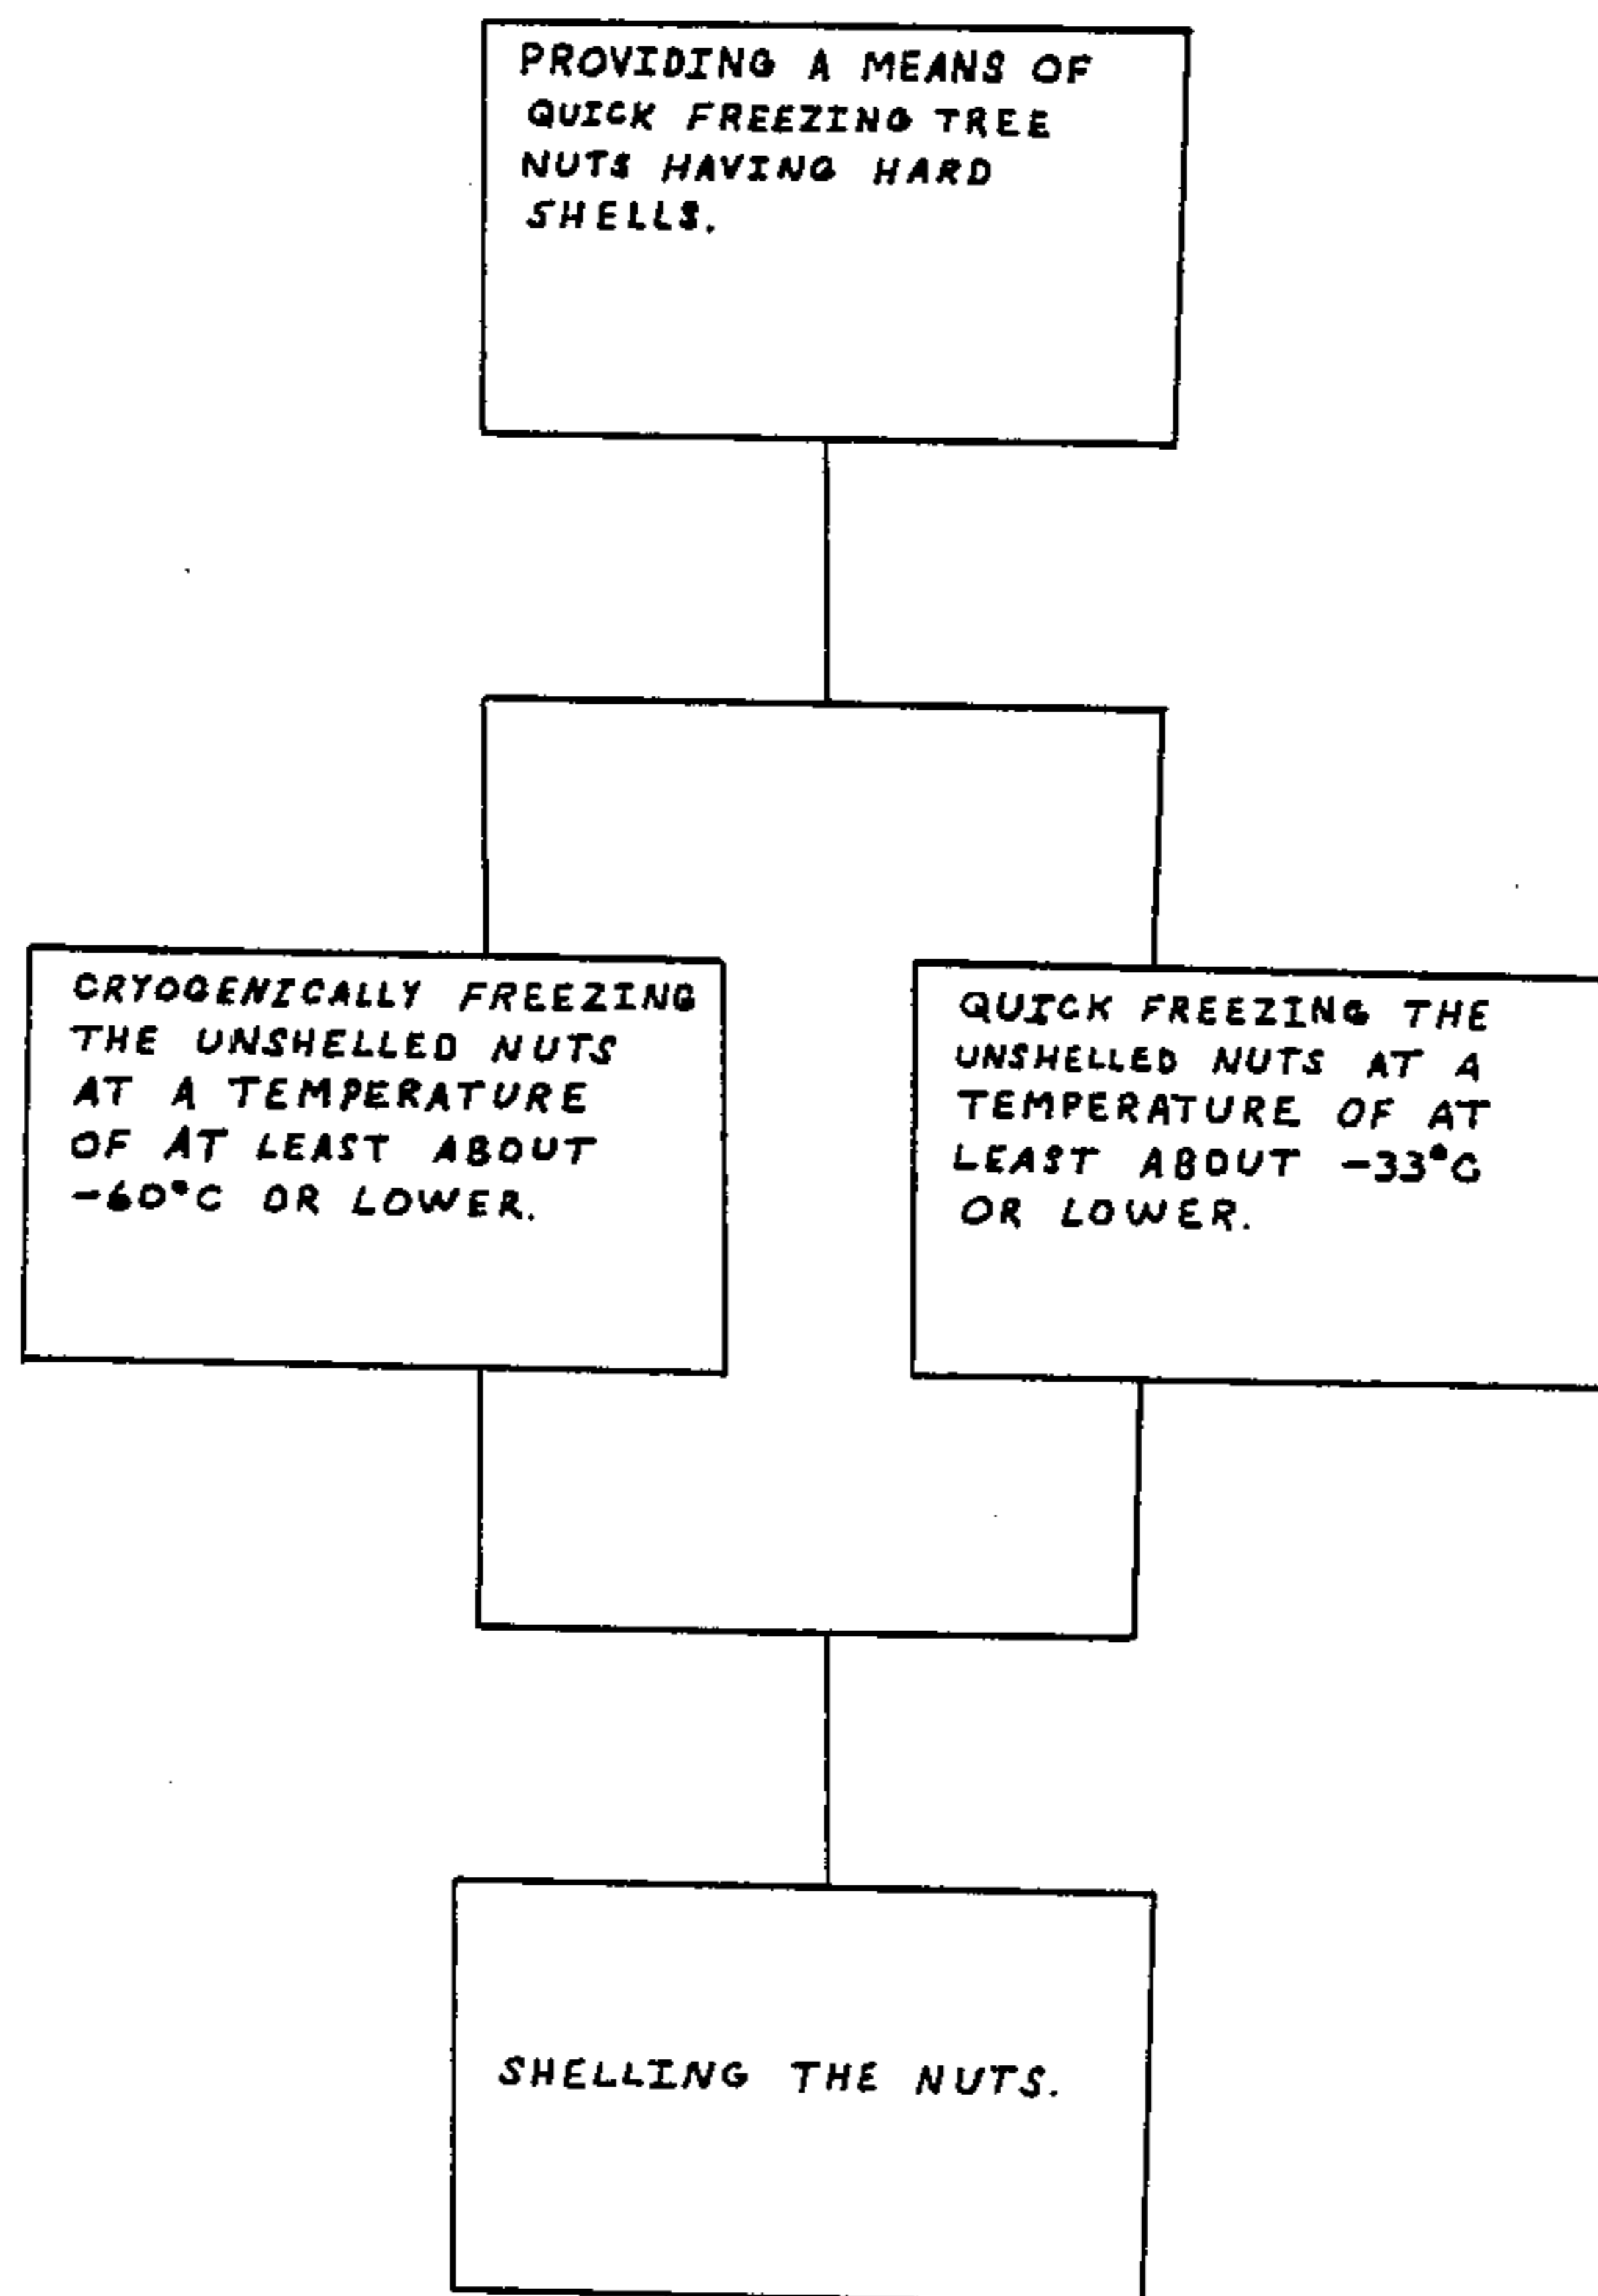 PROVIDING A MEANS OF
QUICK FREEZING TREE
NUTS HAVING HARD
SHELLS.
CRYOGENICALLY FREEZING
THE UNSHELLED NUTS
AT A TEMPERATURE
OF AT LEAST ABOUT
-60°C OR LOWER.
QUICK FREEZING THE
UNSHELLED NUTS AT A
TEMPERATURE OF AT
LEAST ABOUT -33°C
OR LOWER.
SHELLING THE NUTS.